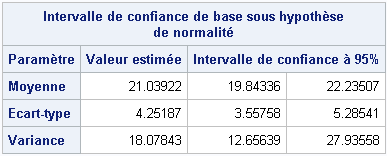 Intervalle de confiance de base sous hypothèse
de normalité
Paramètre Valeur estimée Intervalle de confiance à 95%
Moyenne 21.03922 19.84336 22.23507
Ecart-type 4.25187 3.55758 5.28541
Variance 18.07843 12.65639 27.93558